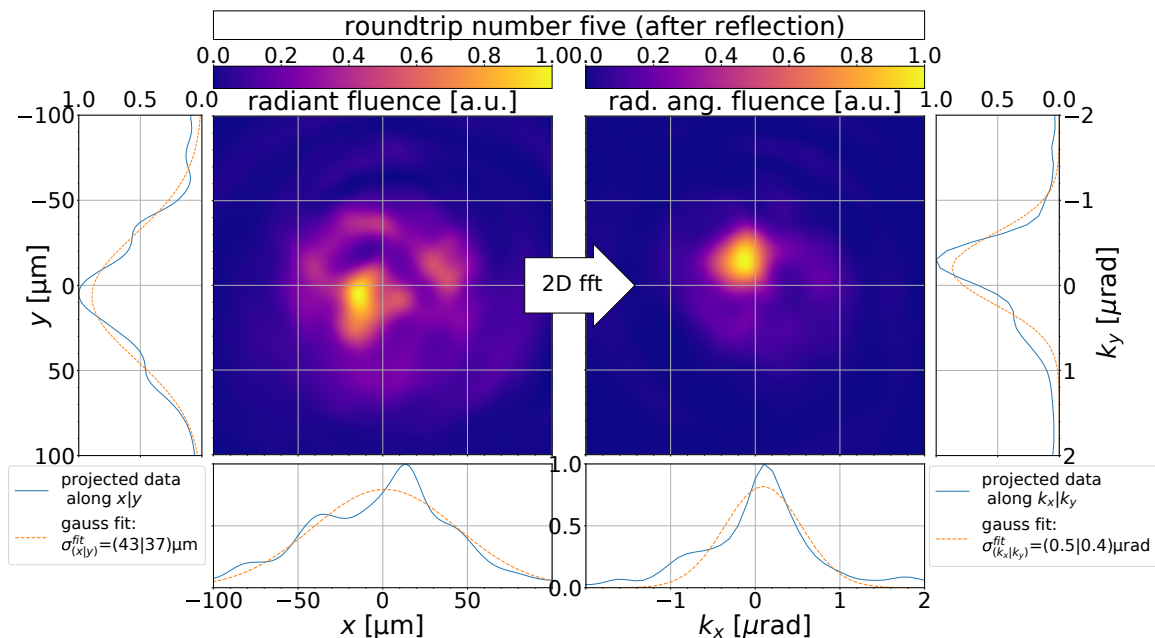 roundtrip number five (after reflection)
0.0 0.2 0.4 0.6 0.8 1.0
0.0 0.2 0.4 0.6 0.8 1.0
radiant fluence [a.u.]
rad. ang. fluence [a.u.]
1.0 0.5 0.0
1.0 0.5 0.0
−100
−50
0
50
100
y [µm]
2D fft
−2
−1
0
1
2
k_y [µrad]
projected data
along x|y
gauss fit:
σ^fit_(x|y)=(43|37)µm
1.0
0.5
0.0
−100 −50 0 50
x [µm]
−1 0 1 2
k_x [µrad]
projected data
along k_x|k_y
gauss fit:
σ^fit_(k_x|k_y)=(0.5|0.4)µrad